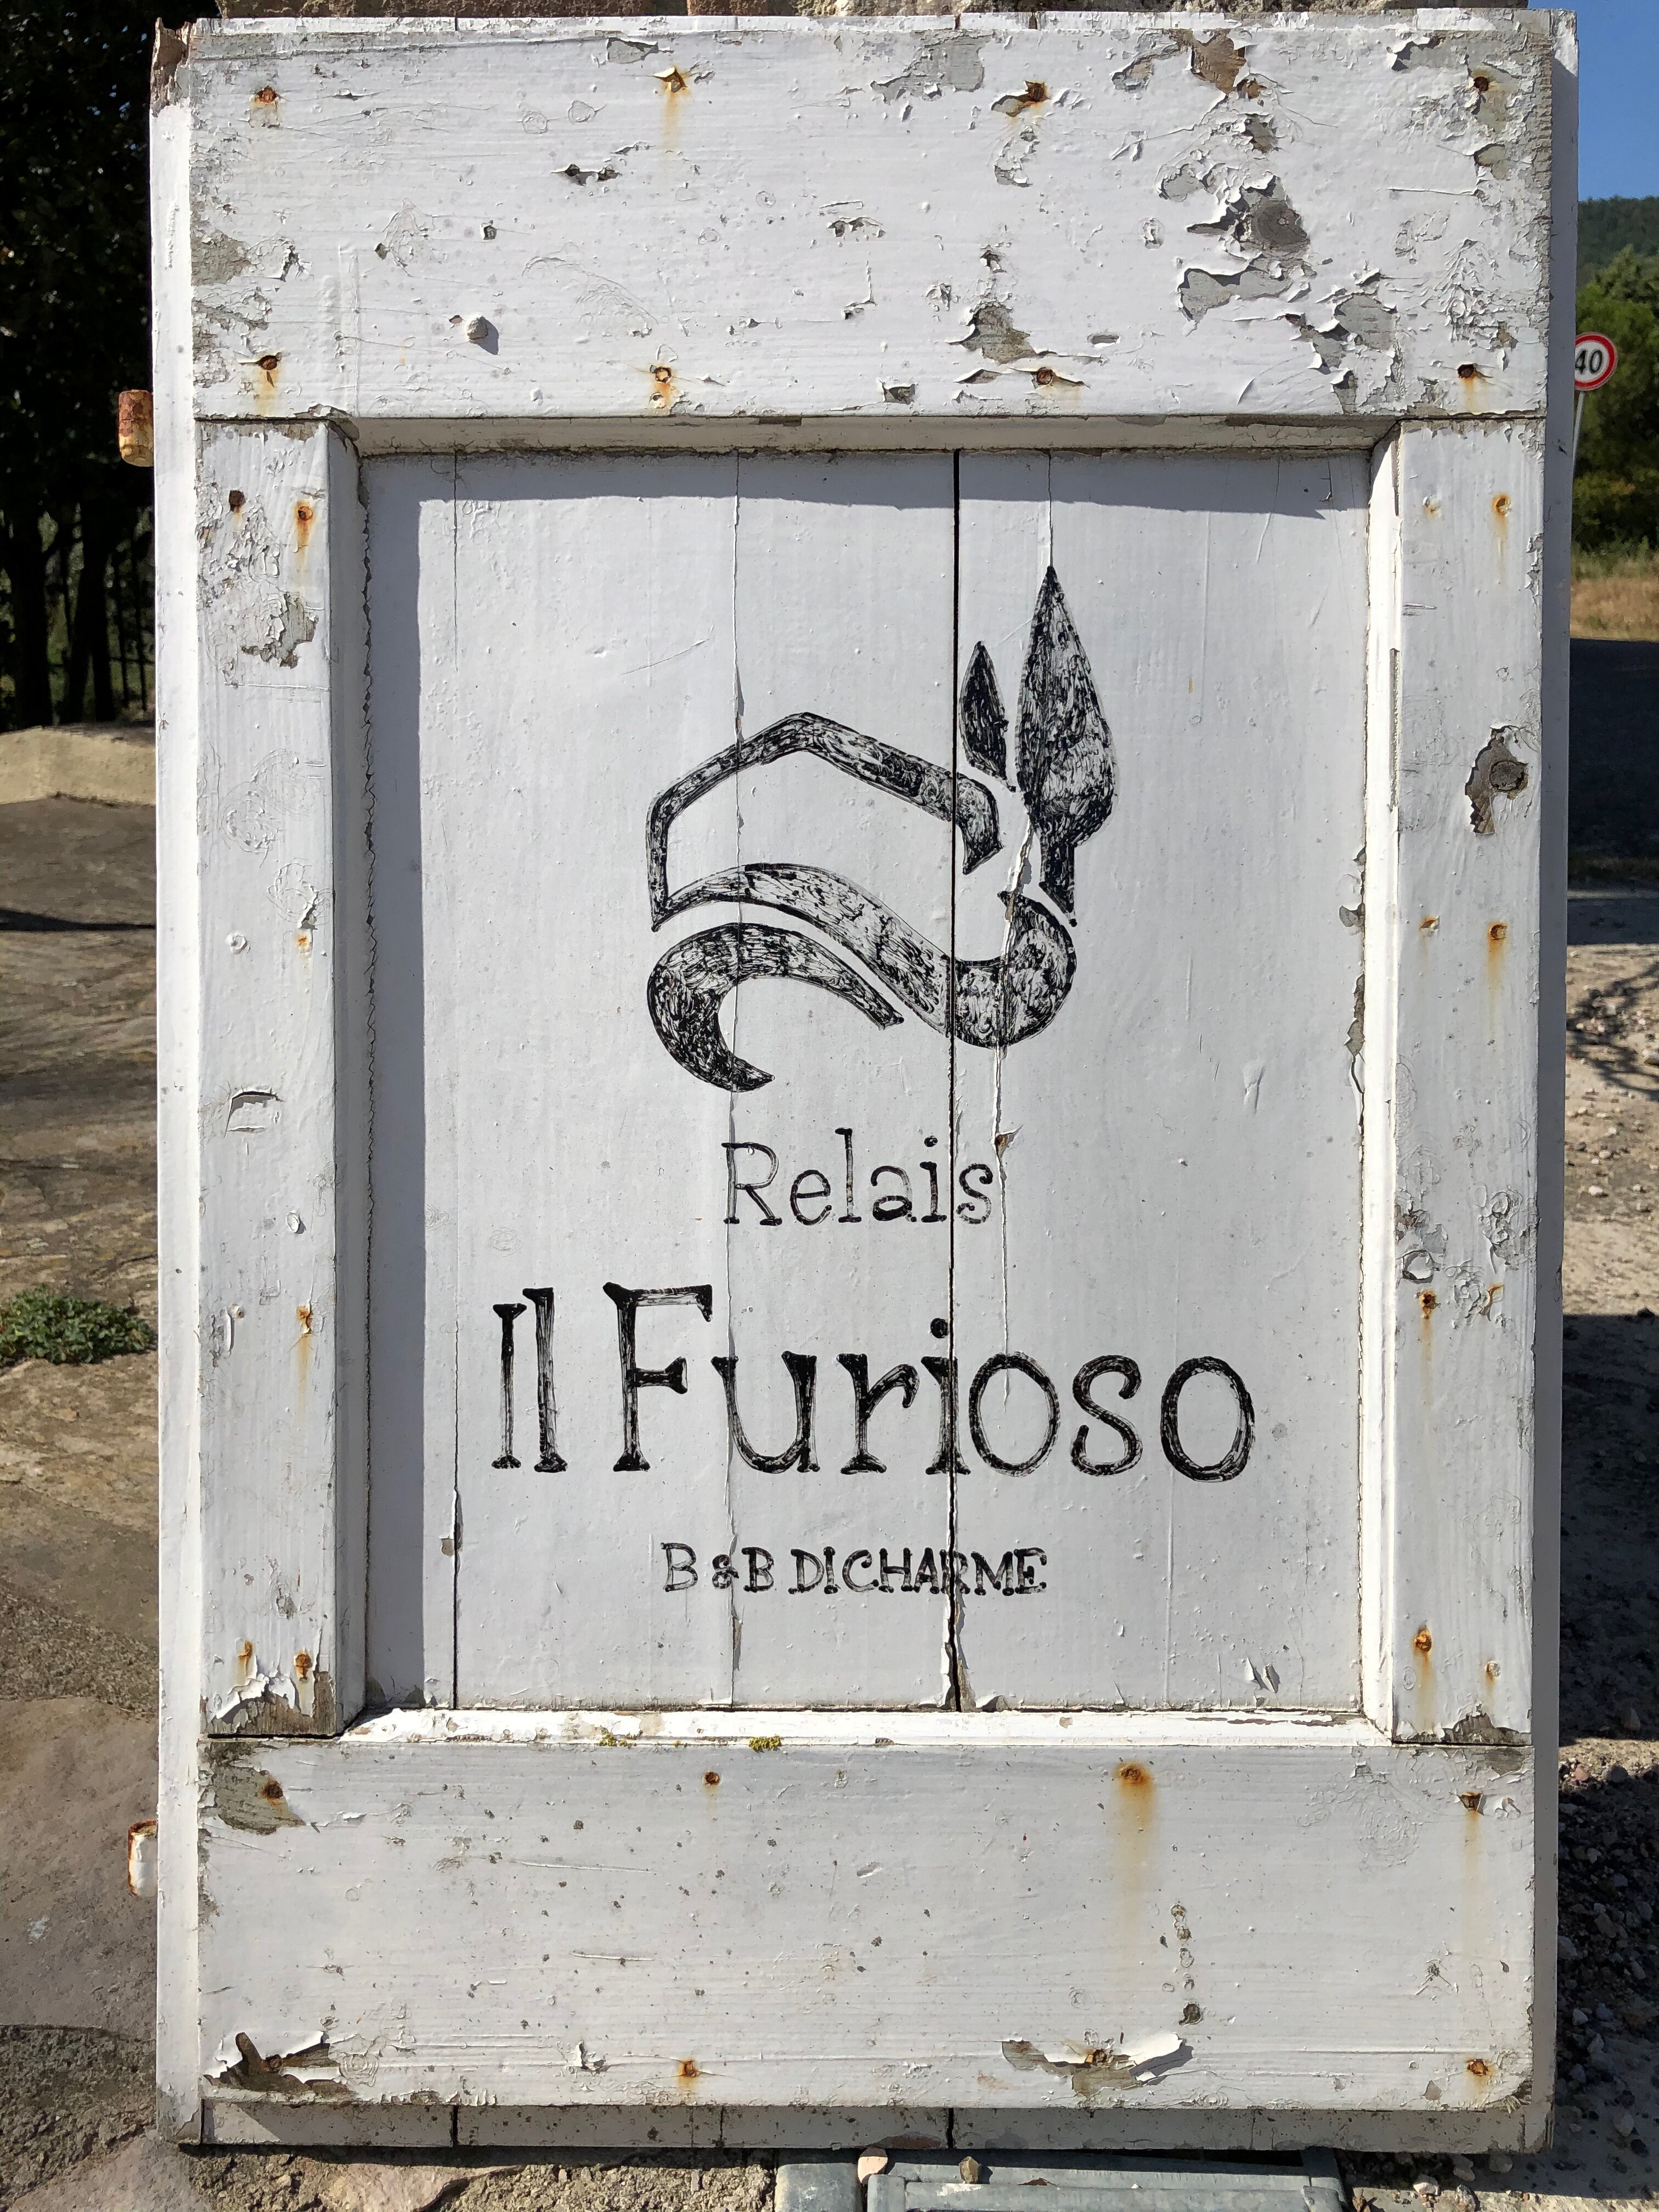 40
Relais
Il Furioso
B & B DI CHARME